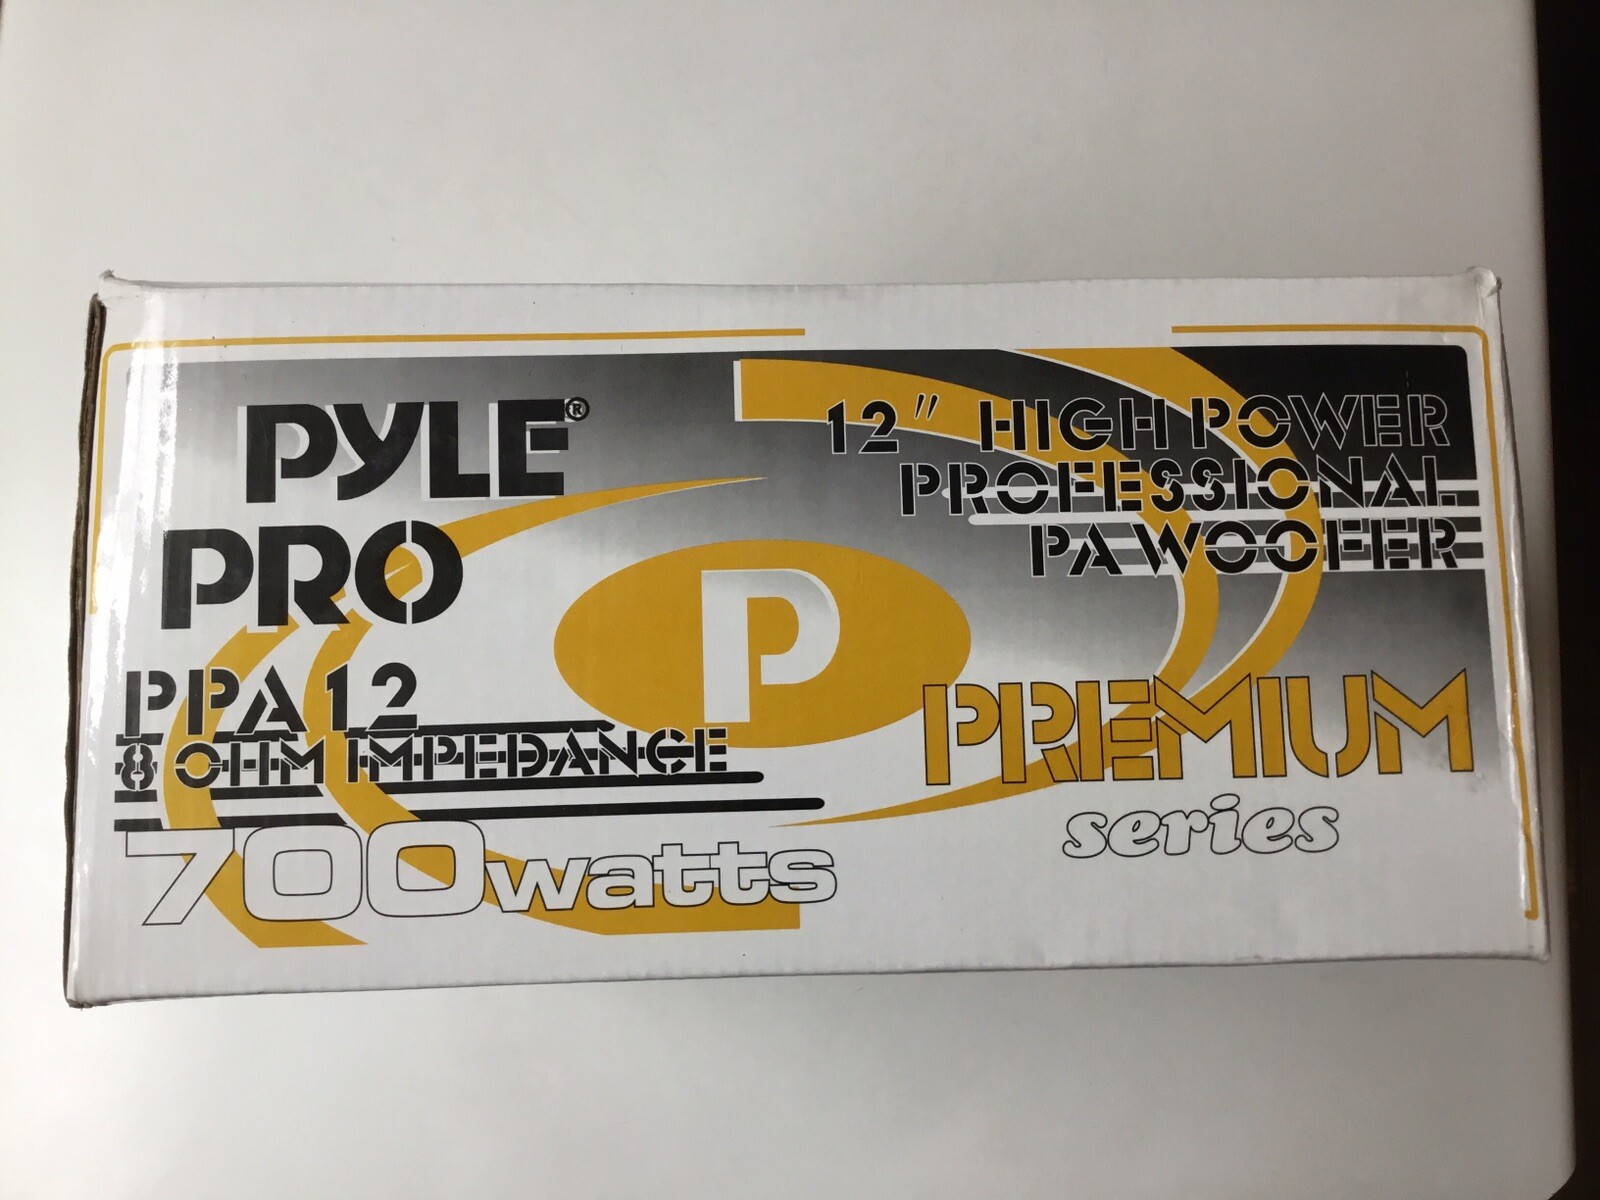 PYLE®
PRO
PPA12
8 OHM IMPEDANCE
700watts
P
12" HIGH POWER
PROFESSIONAL
PA WOOFER
PREMIUM
series